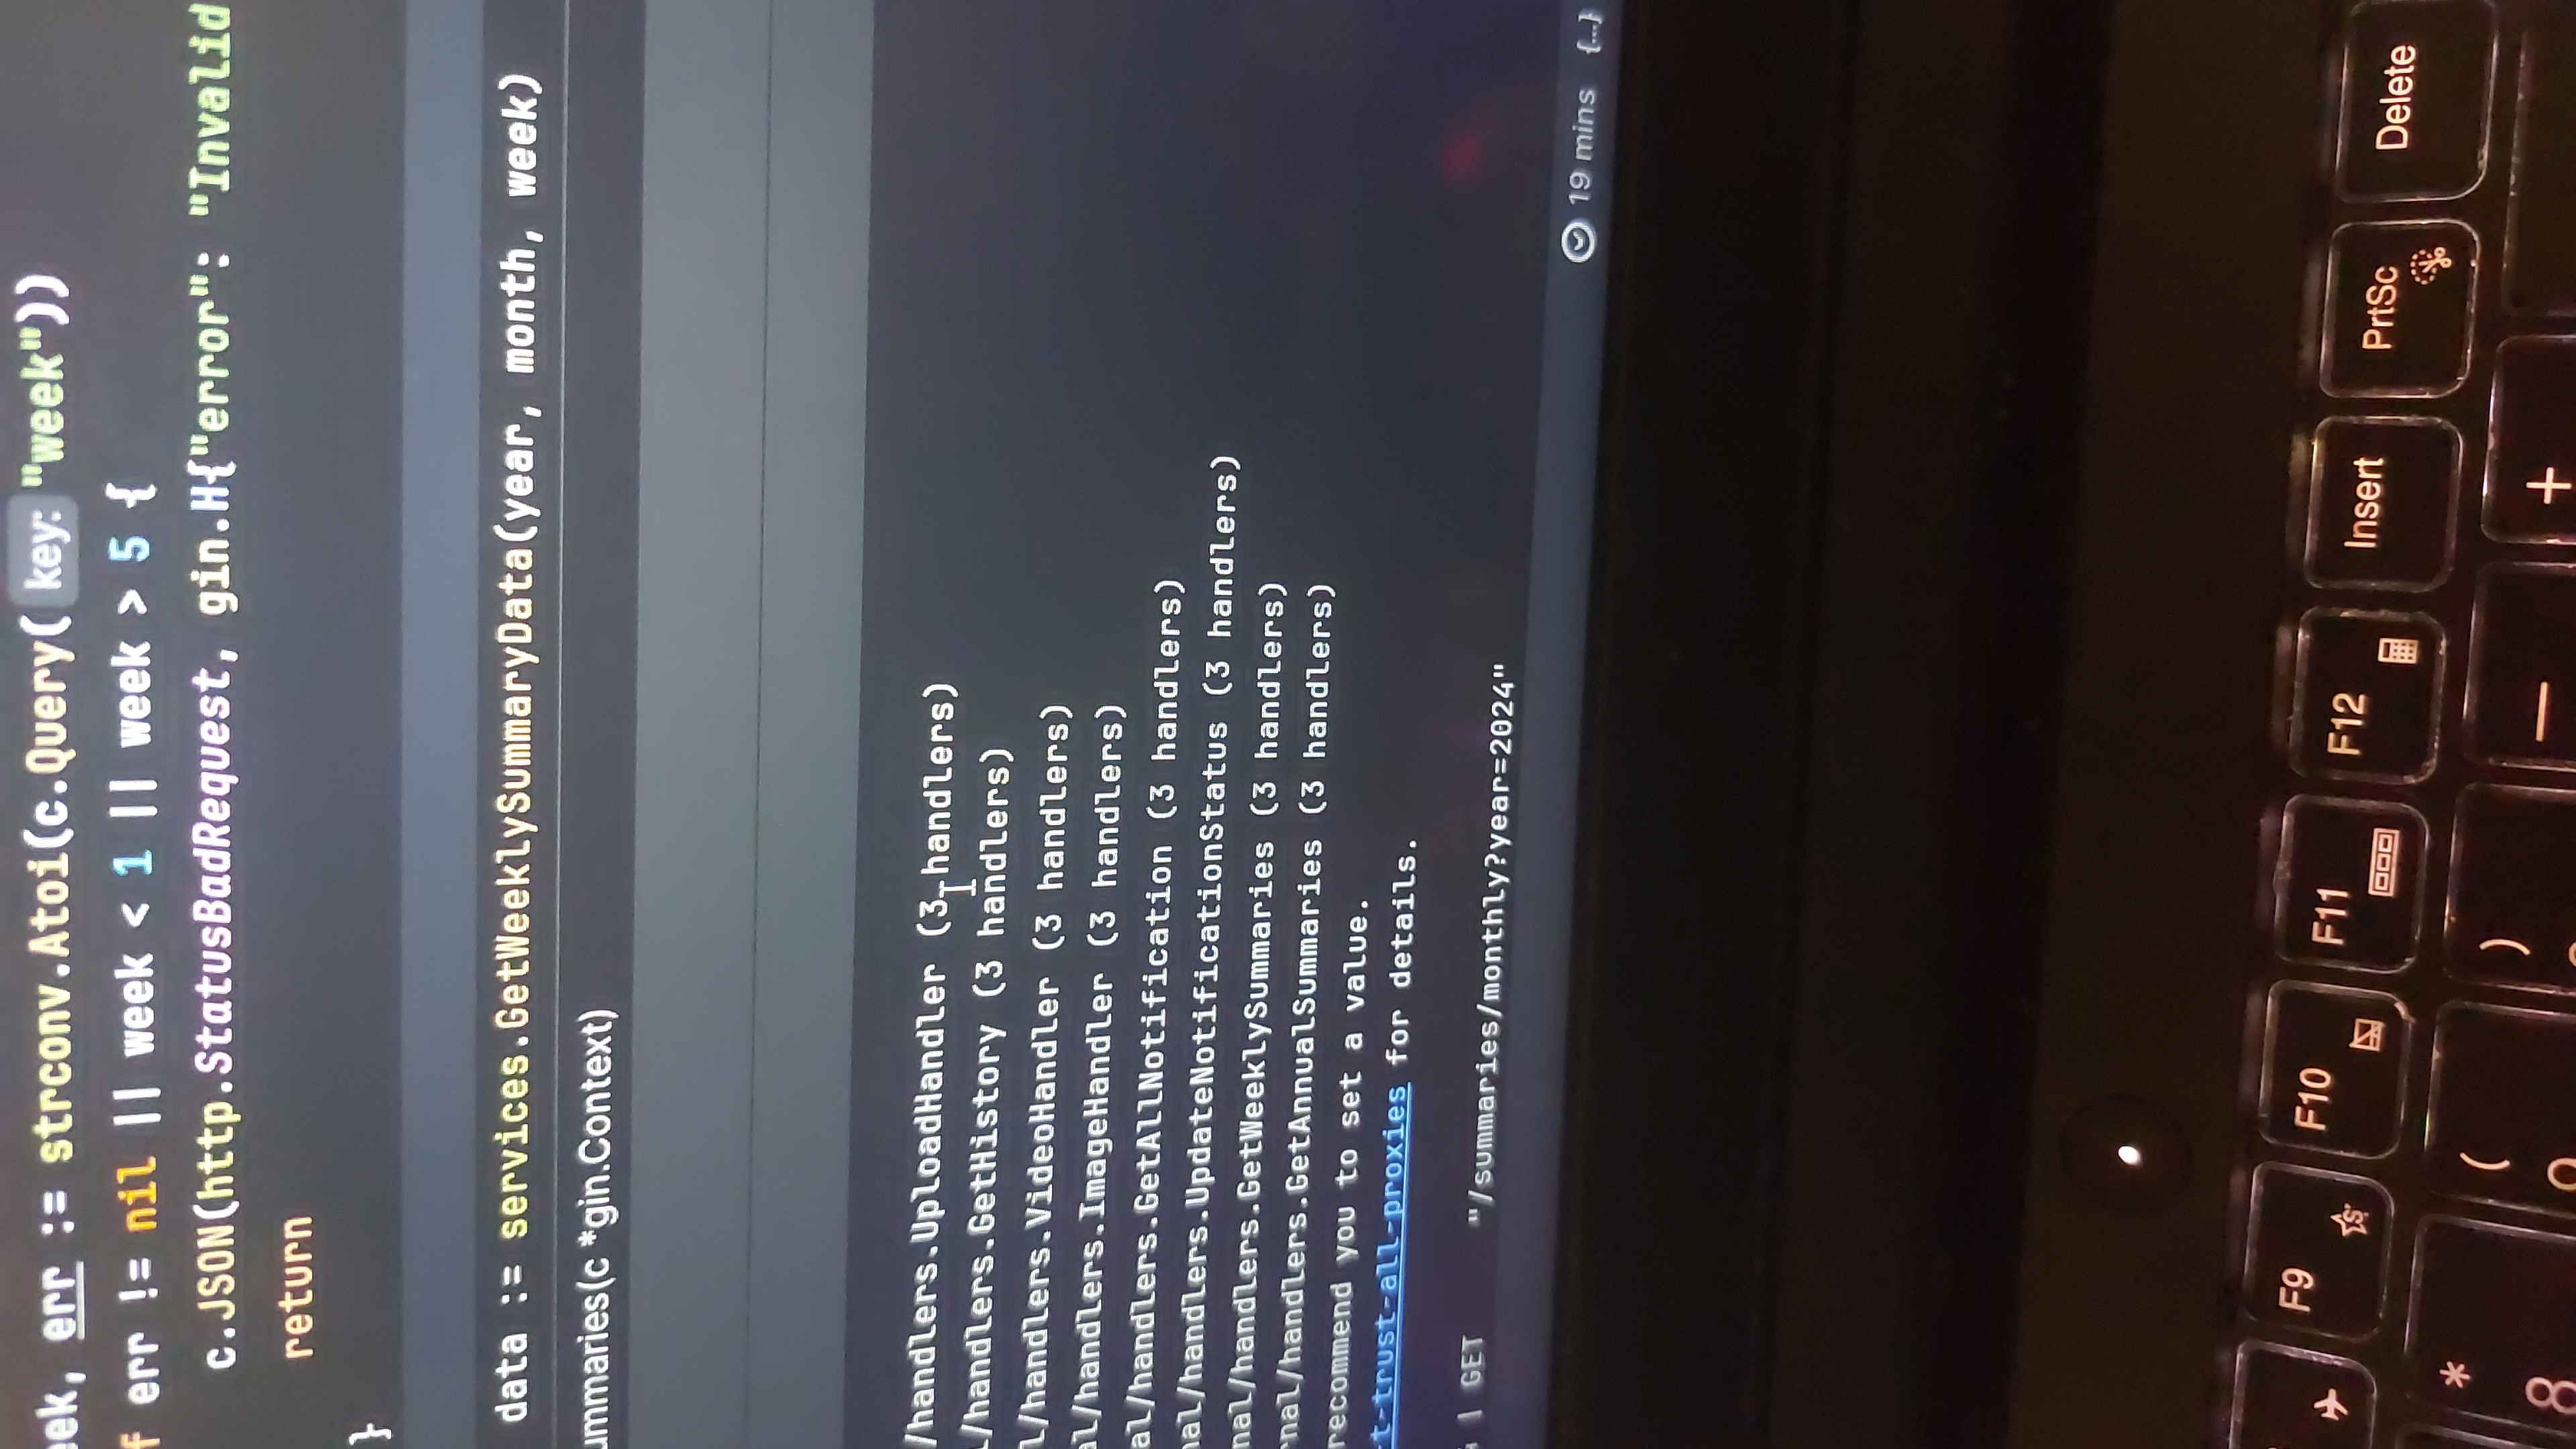 eek, err := strconv.Atoi(c.Query( key: "week"))
f err != nil || week < 1 || week > 5 {
c.JSON(http.StatusBadRequest, gin.H{"error": "Invalid
return
}
data := services.GetWeeklySummaryData(year, month, week)
ummaries(c *gin.Context)
/handlers.UploadHandler (3 handlers)
l/handlers.GetHistory (3 handlers)
l/handlers.VideoHandler (3 handlers)
al/handlers.ImageHandler (3 handlers)
al/handlers.GetAllNotification (3 handlers)
nal/handlers.UpdateNotificationStatus (3 handlers)
nal/handlers.GetWeeklySummaries (3 handlers)
rnal/handlers.GetAnnualSummaries (3 handlers)
recommend you to set a value.
t-trust-all-proxies for details.
| GET "/summaries/monthly?year=2024"
19 mins {...}
F9 F10 F11 F12 Insert PrtSc Delete
* ( ) — +
8